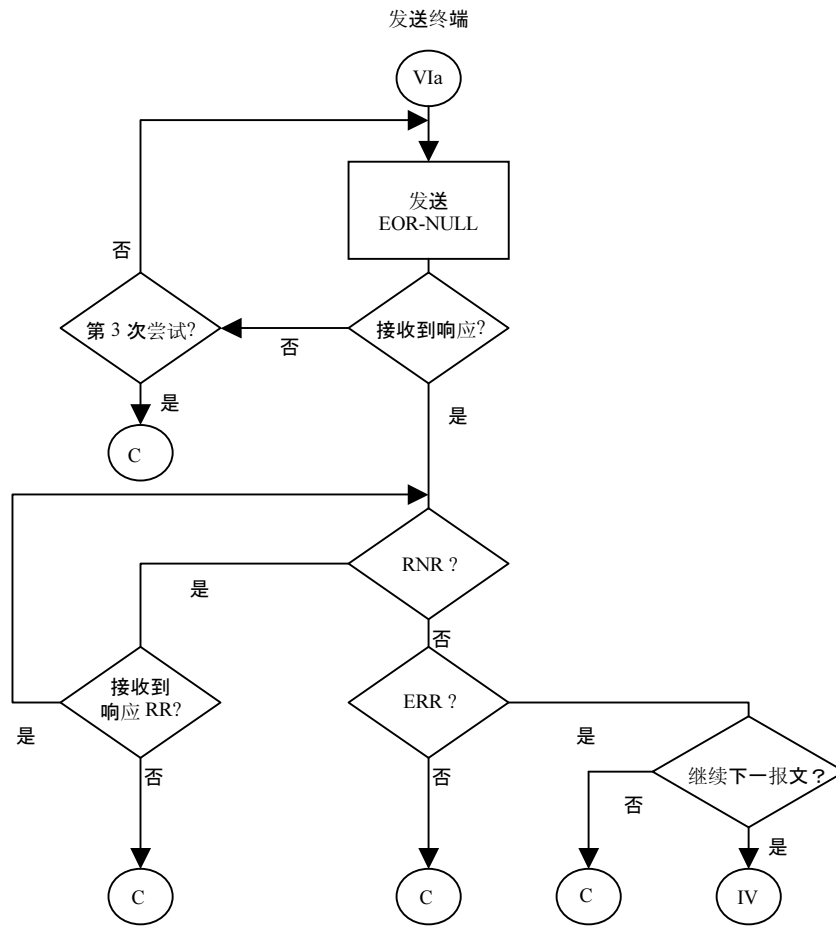 发送终端
VIa
发送
EOR-NULL
否
第 3 次尝试?
否
接收到响应?
是
是
C
RNR ?
是
否
接收到
响应 RR?
ERR ?
是
是
继续下一报文?
否
否
否
是
C
C
C
IV